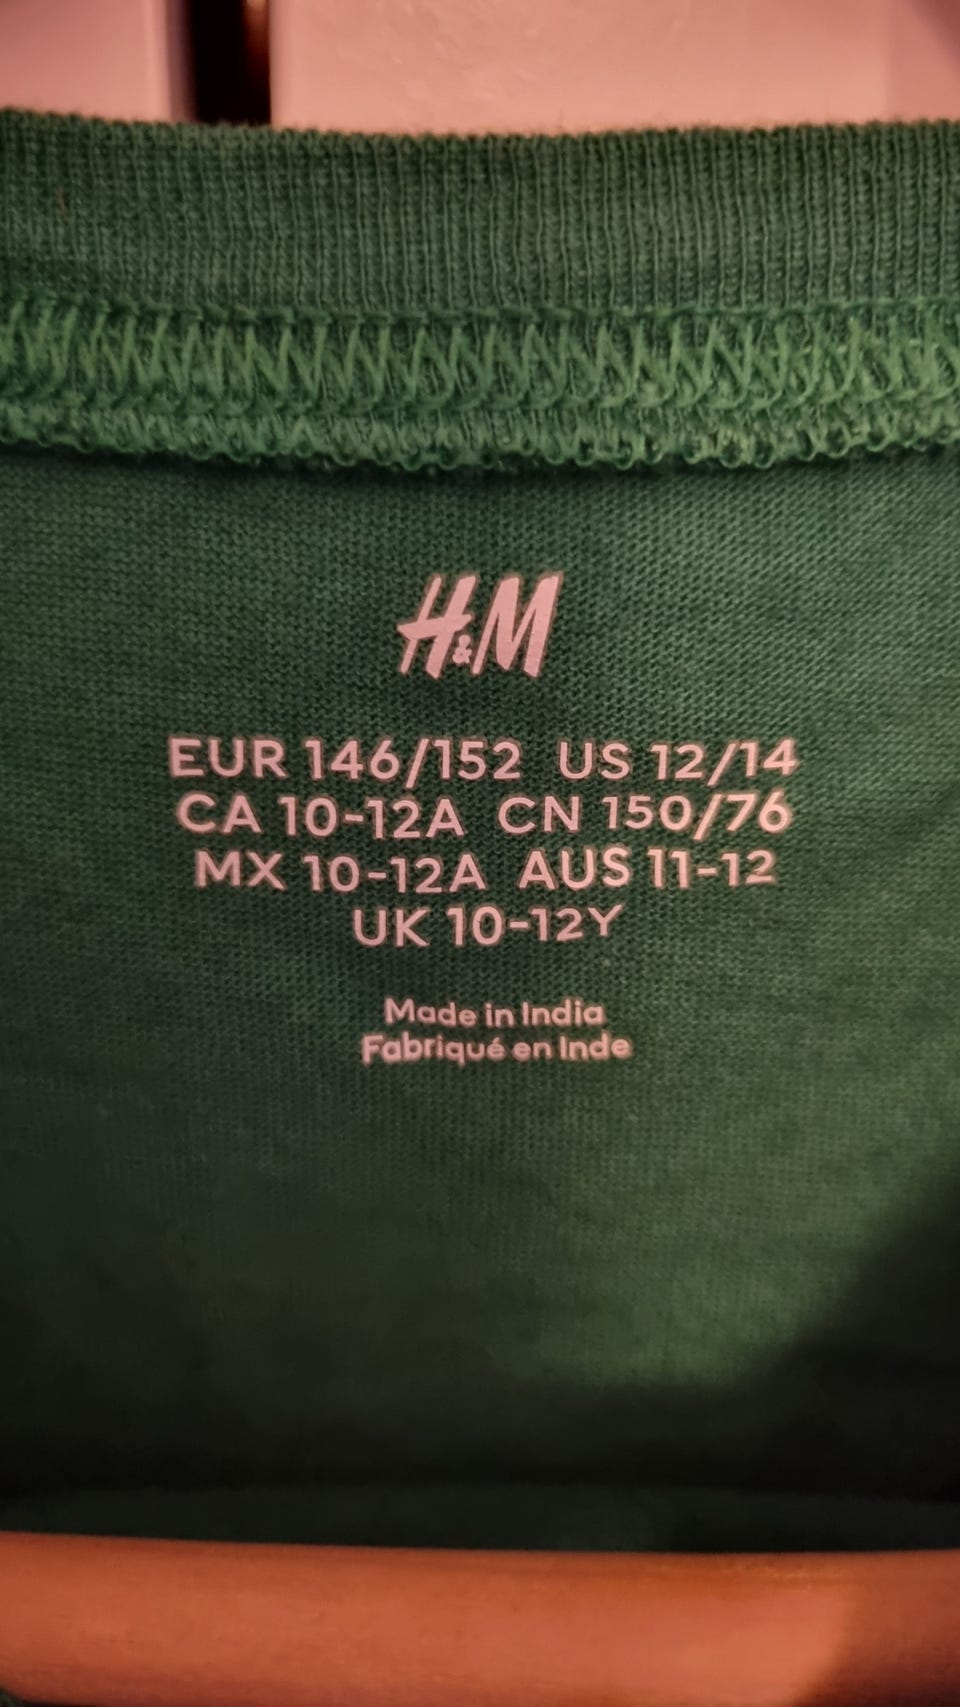 H&M
EUR 146/152 US 12/14
CA 10-12A CN 150/76
MX 10-12A AUS 11-12
UK 10-12Y
Made in India
Fabriqué en Inde